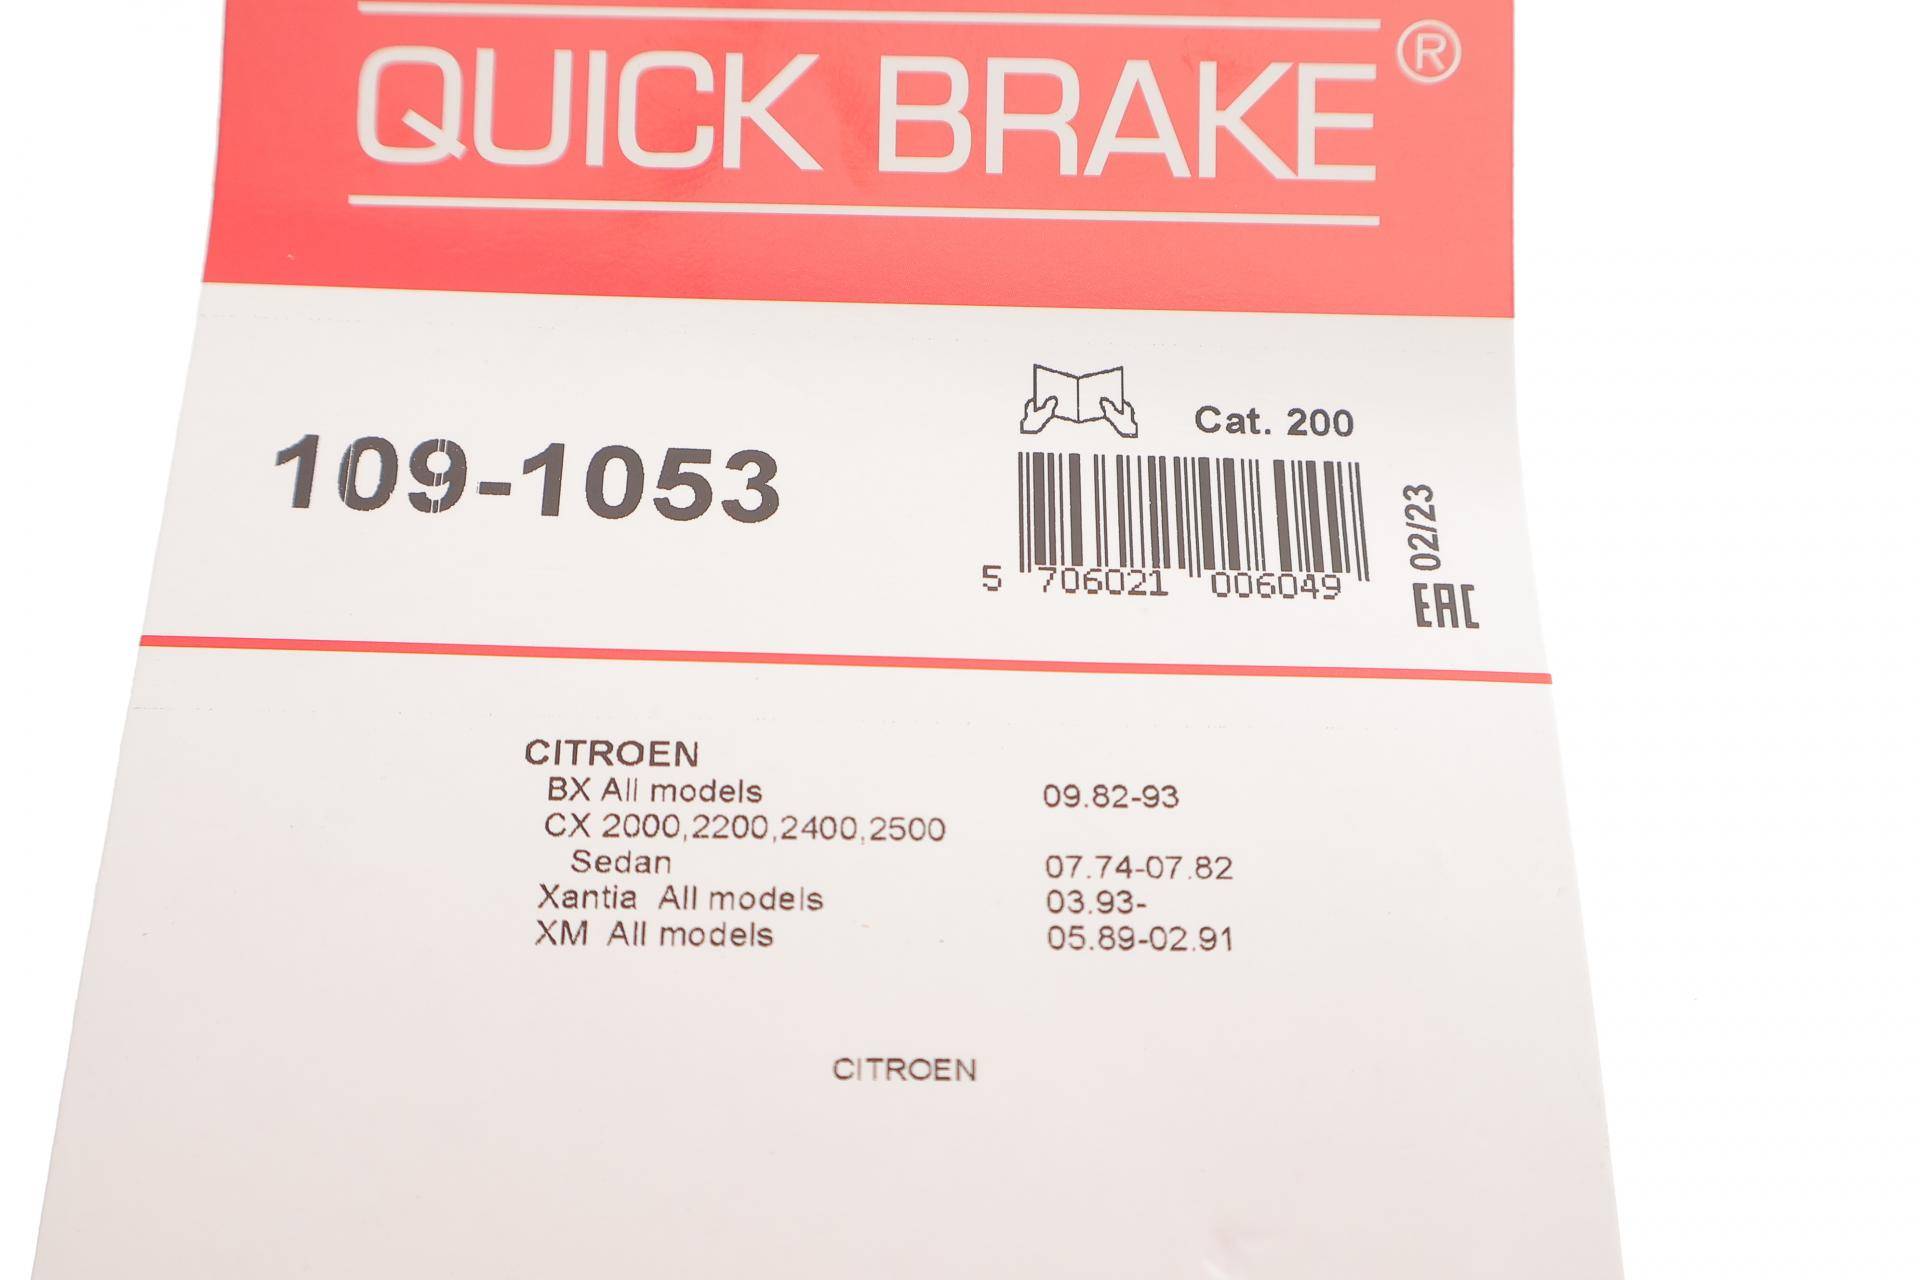 QUICK BRAKE®
Cat. 200
109-1053
5 706021 006049
02/23
EAC
CITROEN
BX All models 09.82-93
CX 2000,2200,2400,2500
Sedan 07.74-07.82
Xantia All models 03.93-
XM All models 05.89-02.91
CITROEN